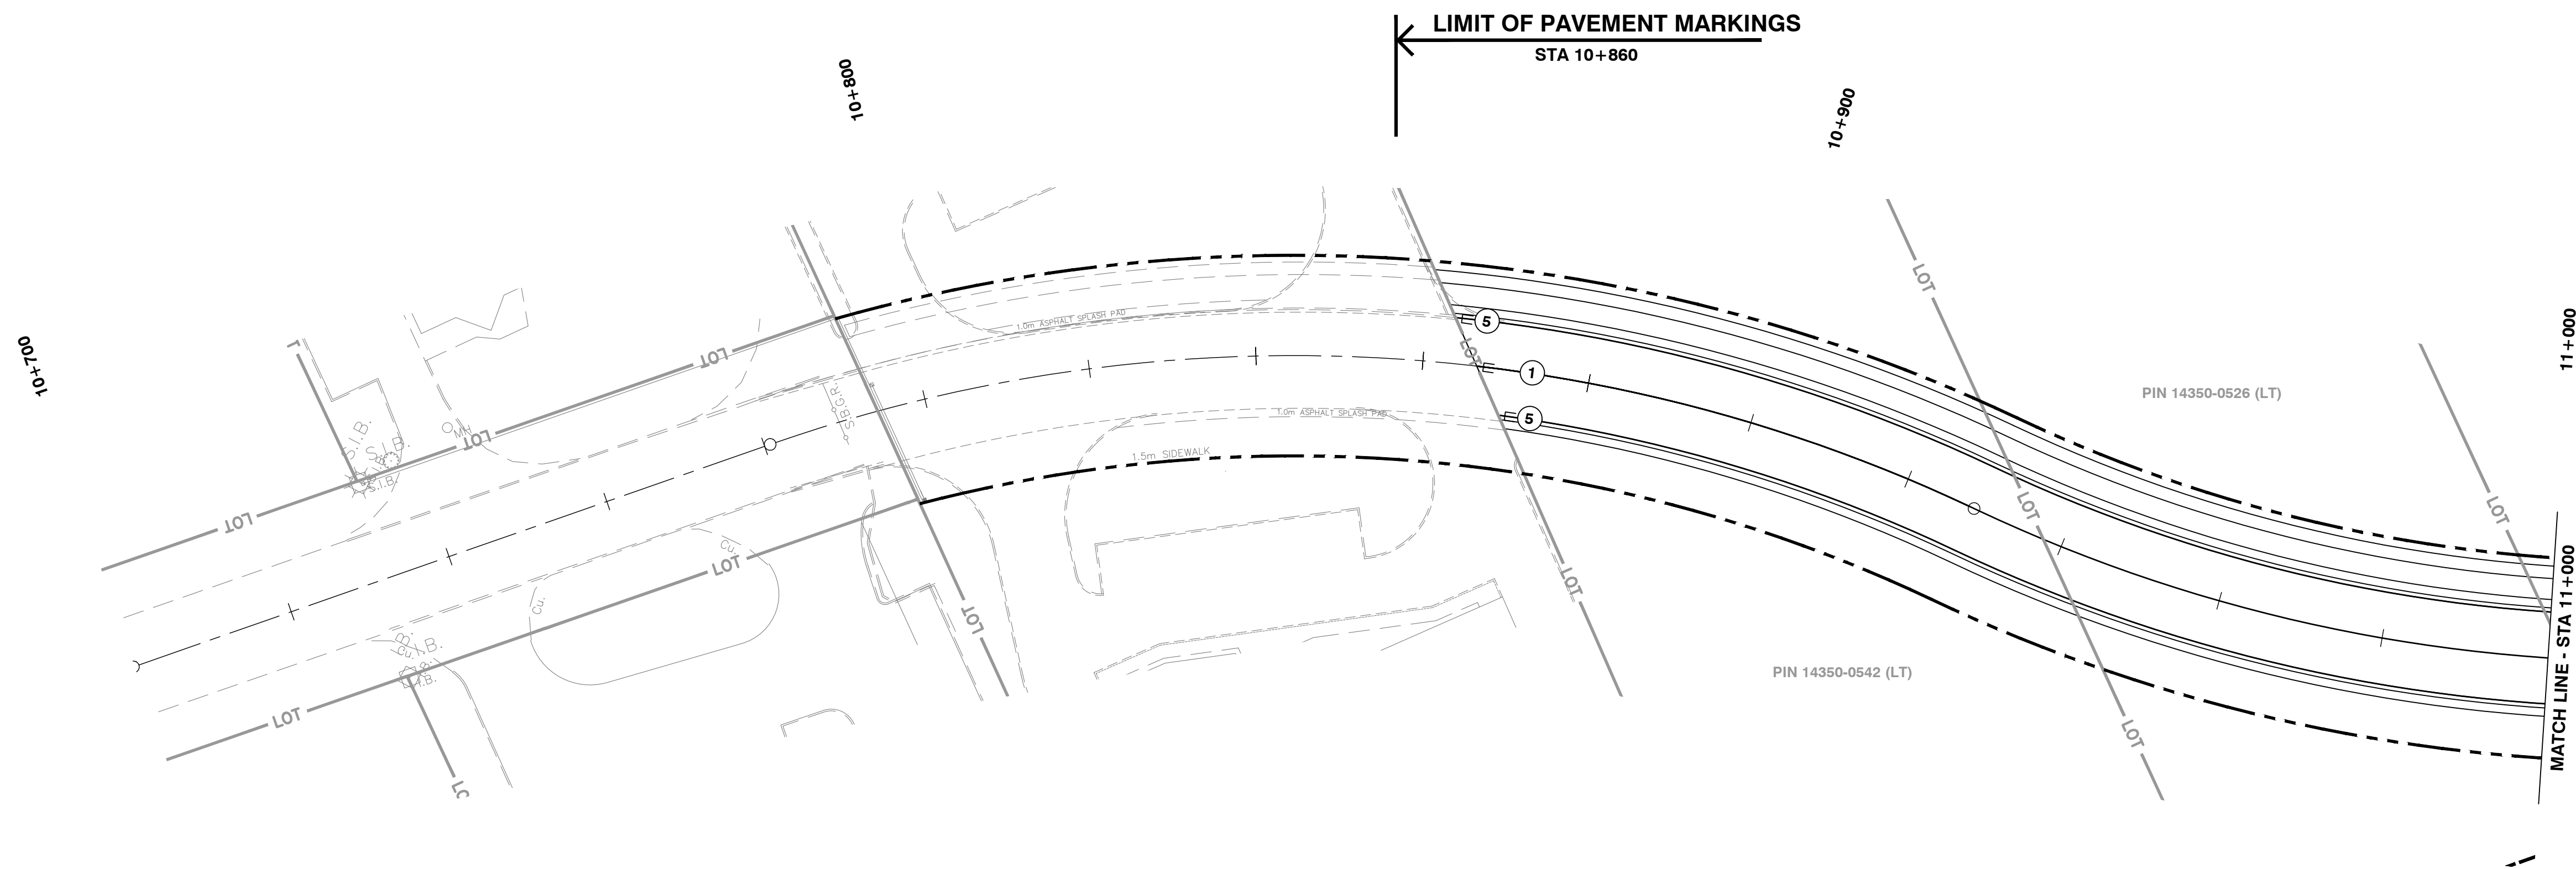 LIMIT OF PAVEMENT MARKINGS
STA 10+860
10+700
10+800
10+900
11+000
1.0m ASPHALT SPLASH PAD
1.0m ASPHALT SPLASH PAD
1.5m SIDEWALK
5
1
5
PIN 14350-0526 (LT)
PIN 14350-0542 (LT)
MATCH LINE - STA 11+000
LOT
LOT
LOT
LOT
LOT
LOT
LOT
LOT
LOT
LOT
LOT
LOT
MH
S.I.B.
S.I.B.
S.I.B.
S.B.G.R.
Cu.
Cu.
Cu.